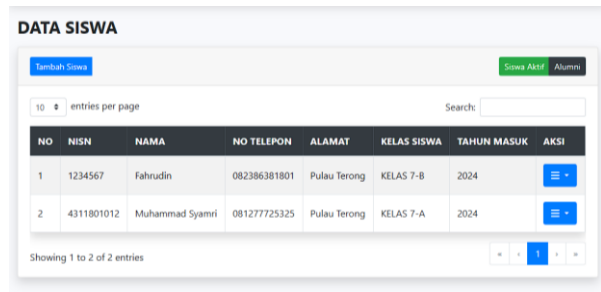 DATA SISWA
Tambah Siswa Siswa Aktif Alumni
10 entries per page Search:
NO NISN NAMA NO TELEPON ALAMAT KELAS SISWA TAHUN MASUK AKSI
1 1234567 Fahrudin 082386381801 Pulau Terong KELAS 7-B 2024
2 4311801012 Muhammad Syamri 081277725325 Pulau Terong KELAS 7-A 2024
Showing 1 to 2 of 2 entries « ‹ 1 › »